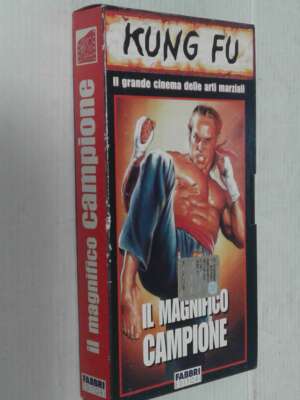 KUNG FU
Il grande cinema delle arti marziali
IL MAGNIFICO
CAMPIONE
FABBRI
Il magnifico Campione
FABBRI